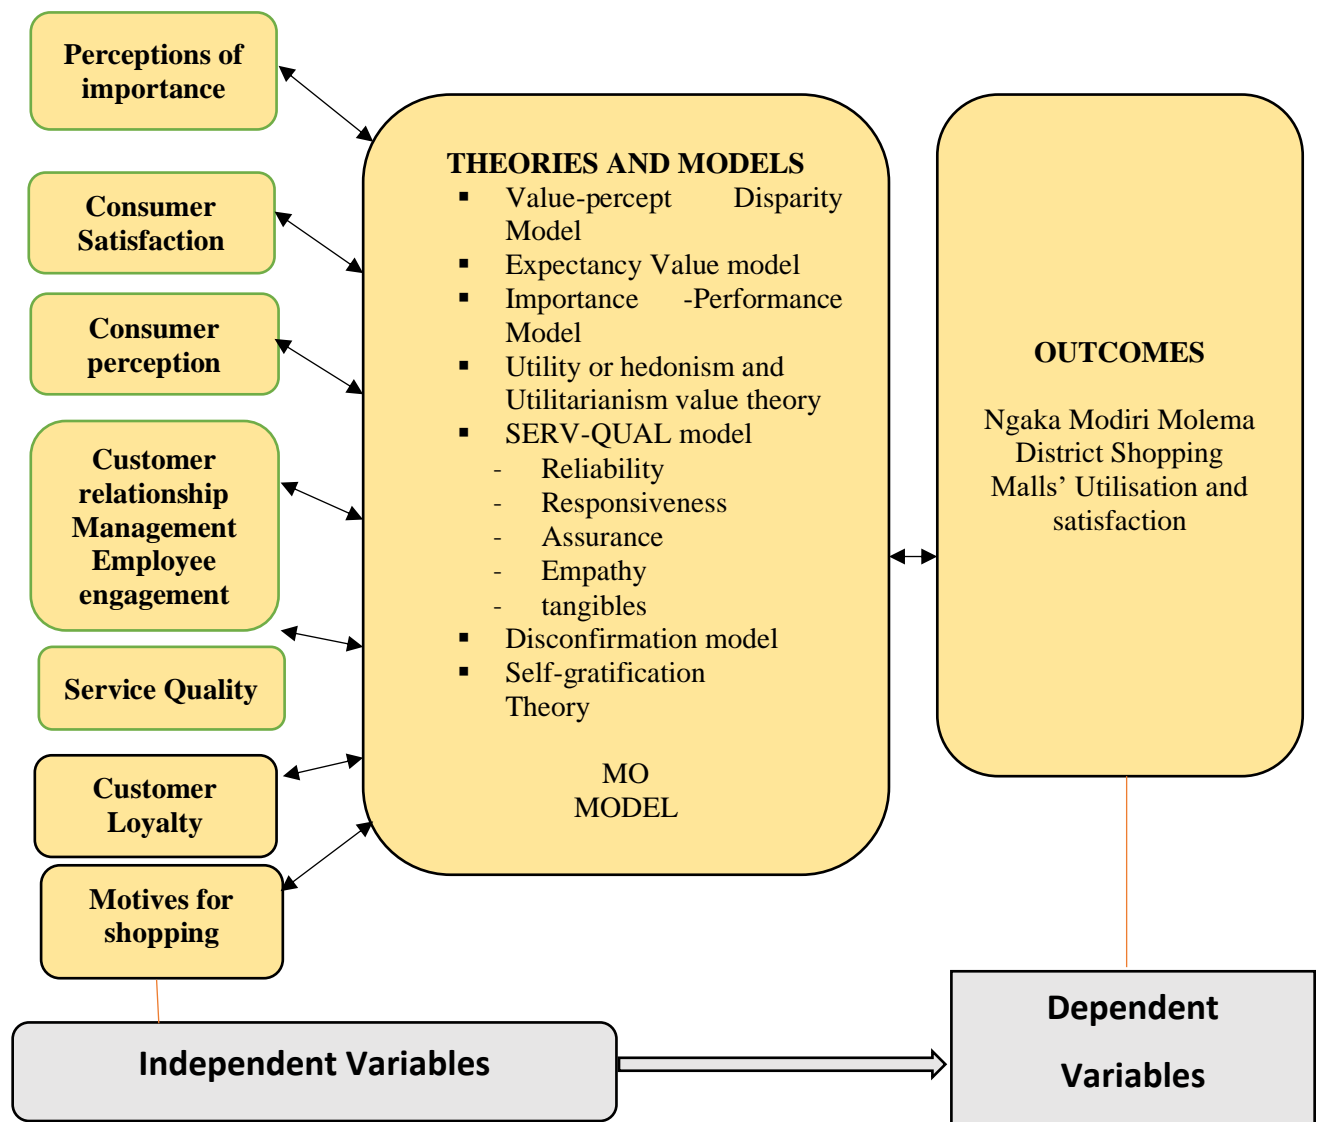 Perceptions of
importance
Consumer
Satisfaction
Consumer
perception
Customer
relationship
Management
Employee
engagement
Service Quality
Customer
Loyalty
Motives for
shopping
THEORIES AND MODELS
▪ Value-percept Disparity
Model
▪ Expectancy Value model
▪ Importance -Performance
Model
▪ Utility or hedonism and
Utilitarianism value theory
▪ SERV-QUAL model
- Reliability
- Responsiveness
- Assurance
- Empathy
- tangibles
▪ Disconfirmation model
▪ Self-gratification
Theory
MO
MODEL
OUTCOMES
Ngaka Modiri Molema
District Shopping
Malls’ Utilisation and
satisfaction
Independent Variables
Dependent
Variables